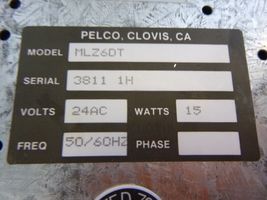 PELCO, CLOVIS, CA
MODEL MLZ6DT
SERIAL 3811 1H
VOLTS 24AC WATTS 15
FREQ 50/60HZ PHASE